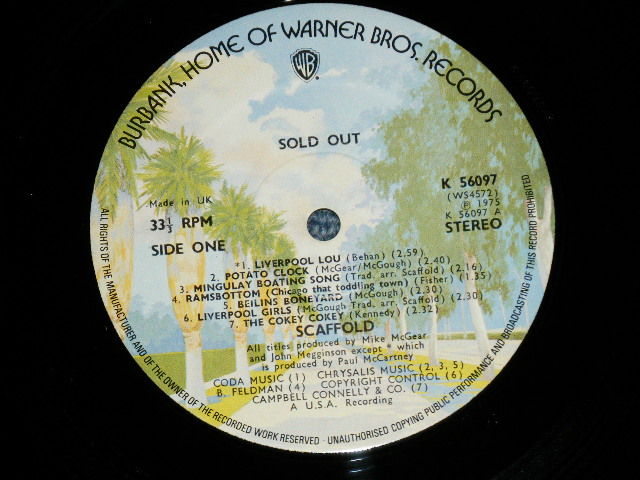 BURBANK, HOME OF WARNER BROS. RECORDS
WB
SOLD OUT
Made in UK
33⅓ RPM
SIDE ONE
K 56097
(WS4572)
Ⓟ 1975
K 56097 A
STEREO
*1. LIVERPOOL LOU (Behan) (2.59)
2. POTATO CLOCK (McGear/McGough) (2.40)
3. MINGULAY BOATING SONG (Trad. arr. Scaffold) (2.16)
4. RAMSBOTTOM (Chicago that toddling town) (Fisher) (1.35)
5. BEILINS BONEYARD (McGough) (2.30)
6. LIVERPOOL GIRLS (McGough Trad. arr. Scaffold) (2.30)
7. THE COKEY COKEY (Kennedy) (2.32)
SCAFFOLD
All titles produced by Mike McGear
and John Megginson except * which
is produced by Paul McCartney
CODA MUSIC (1) CHRYSALIS MUSIC (2, 3, 5)
B. FELDMAN (4) COPYRIGHT CONTROL (6)
CAMPBELL CONNELLY & CO. (7)
A U.S.A. Recording
ALL RIGHTS OF THE MANUFACTURER AND OF THE OWNER OF THE RECORDED WORK RESERVED · UNAUTHORISED COPYING PUBLIC PERFORMANCE AND BROADCASTING OF THIS RECORD PROHIBITED